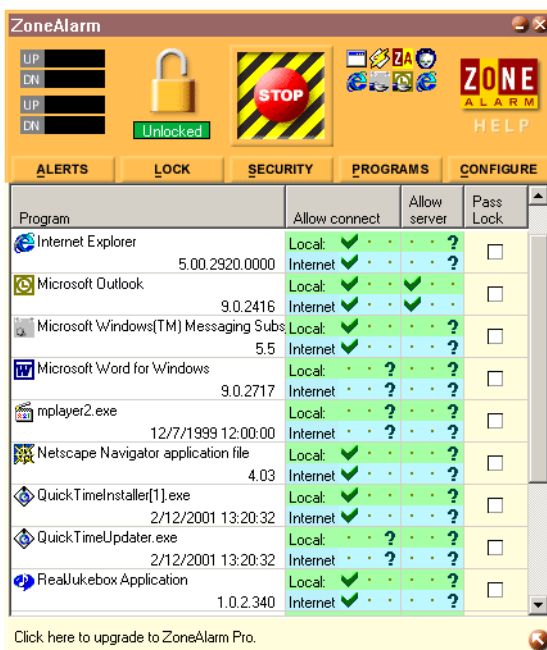 ZoneAlarm
UP
DN
UP
DN
Unlocked
STOP
ZA
ZONE
ALARM
HELP
ALERTS LOCK SECURITY PROGRAMS CONFIGURE
Program Allow connect Allow server Pass Lock
Internet Explorer Local: ?
5.00.2920.0000 Internet ?
Microsoft Outlook Local:
9.0.2416 Internet
Microsoft Windows(TM) Messaging Subs Local: ?
5.5 Internet ?
Microsoft Word for Windows Local: ? ?
9.0.2717 Internet ? ?
mplayer2.exe Local: ? ?
12/7/1999 12:00:00 Internet ? ?
Netscape Navigator application file Local: ?
4.03 Internet ?
QuickTimeInstaller[1].exe Local: ?
2/12/2001 13:20:32 Internet ?
QuickTimeUpdater.exe Local: ? ?
2/12/2001 13:20:32 Internet ? ?
RealJukebox Application Local: ?
1.0.2.340 Internet ?
Click here to upgrade to ZoneAlarm Pro.